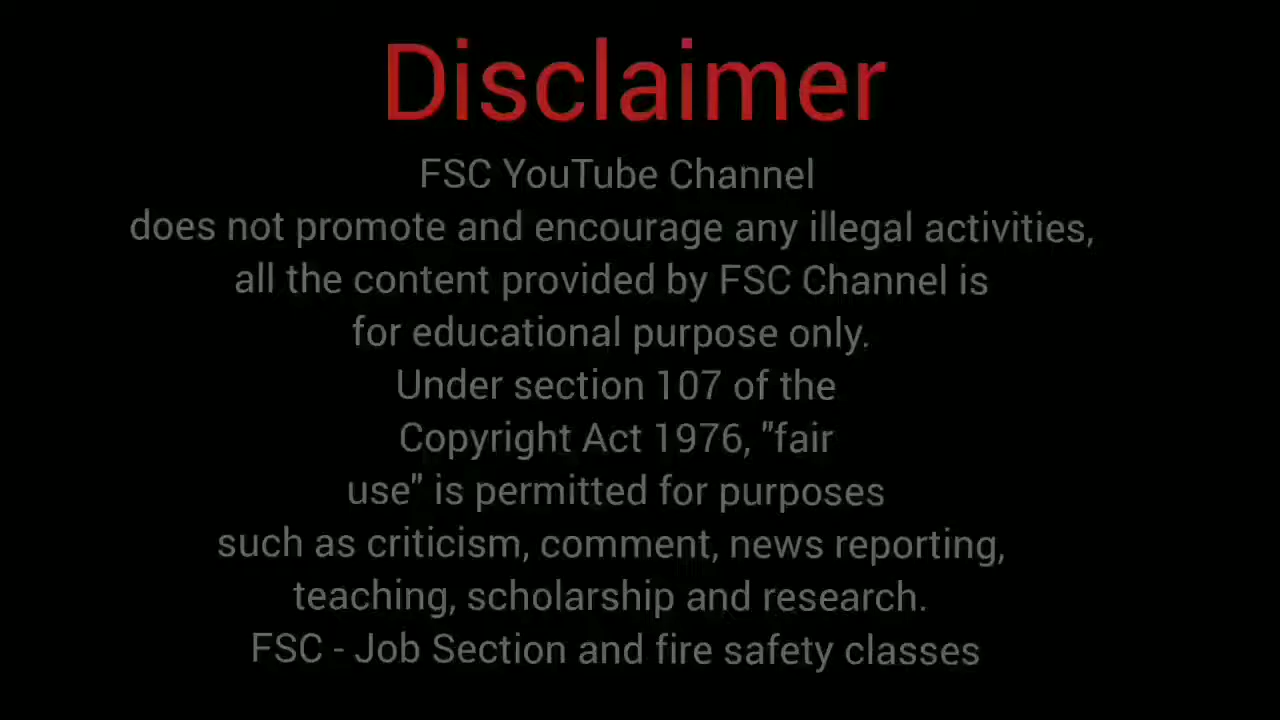 Disclaimer
FSC YouTube Channel
does not promote and encourage any illegal activities,
all the content provided by FSC Channel is
for educational purpose only.
Under section 107 of the
Copyright Act 1976, "fair
use" is permitted for purposes
such as criticism, comment, news reporting,
teaching, scholarship and research.
FSC - Job Section and fire safety classes